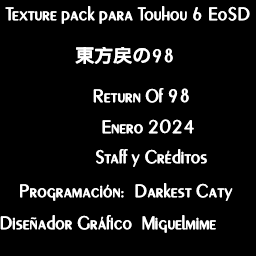 Texture pack para Touhou 6 EoSD
東方戻の98
Return Of 98
Enero 2024
Staff y Créditos
Programación: Darkest Caty
Diseñador Gráfico Miguelmime